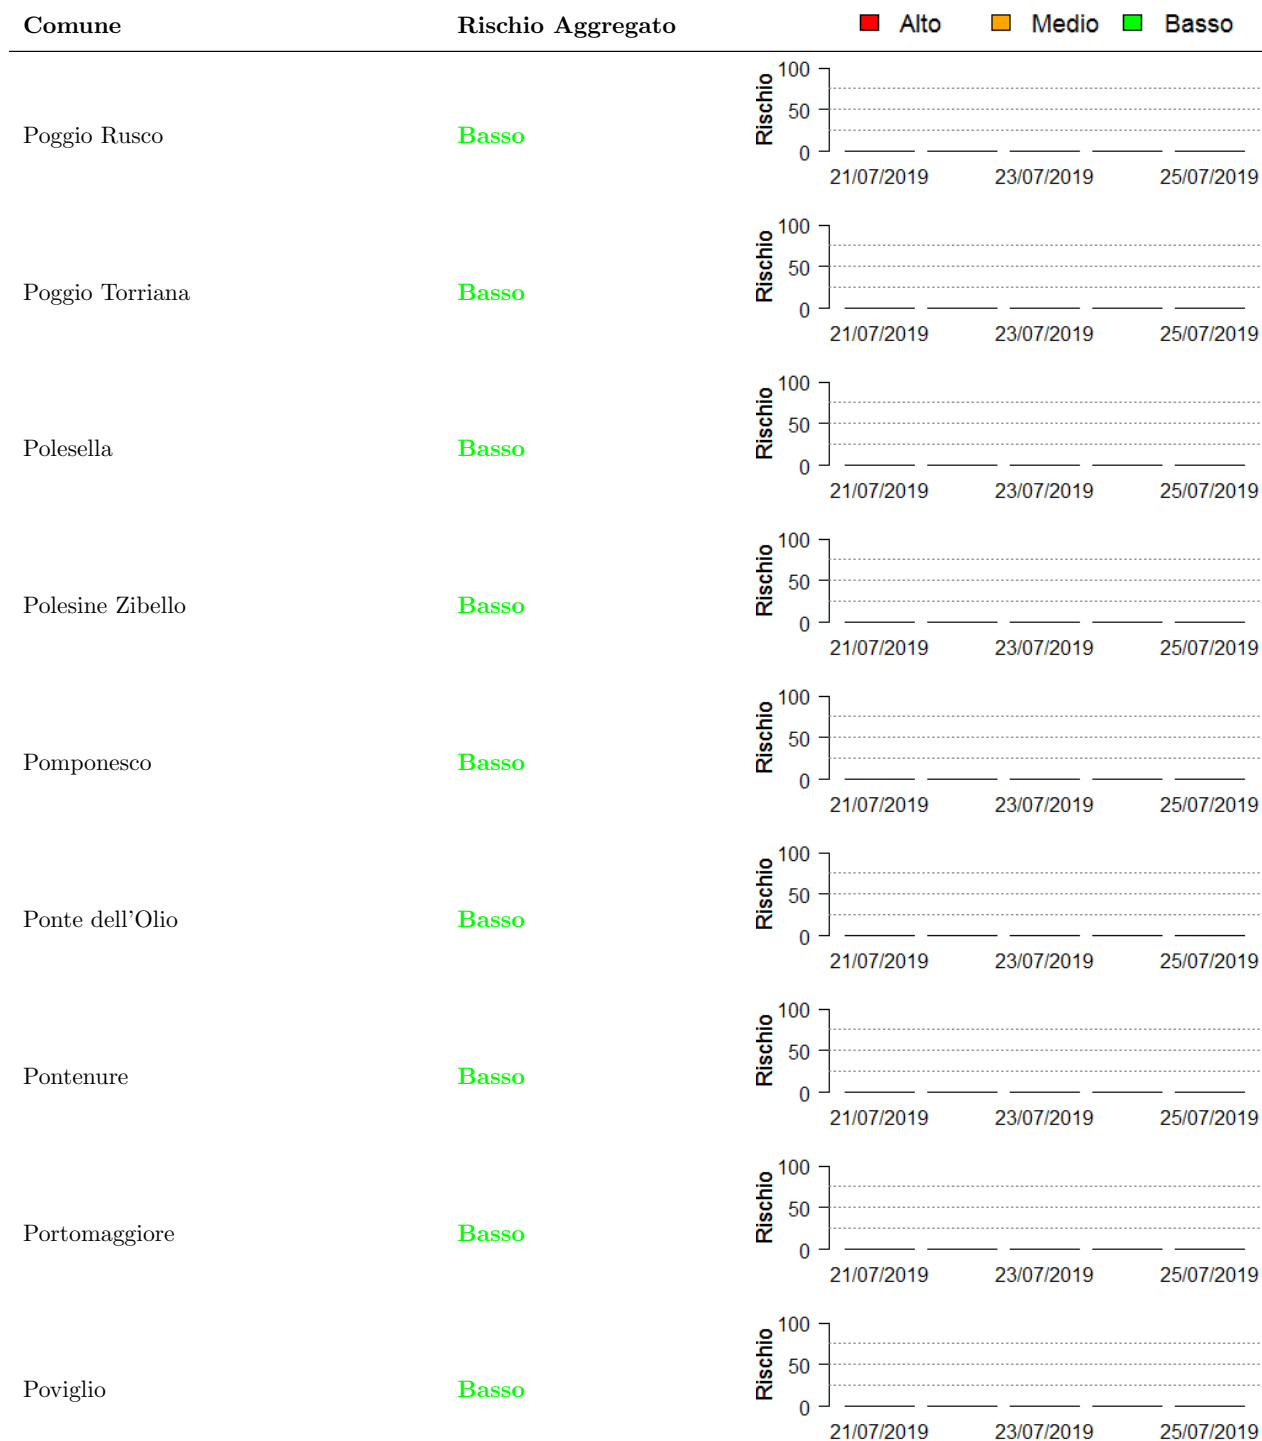 Comune Rischio Aggregato Alto Medio Basso
Poggio Rusco Basso Rischio 100 50 0
21/07/2019 23/07/2019 25/07/2019
Poggio Torriana Basso Rischio 100 50 0
21/07/2019 23/07/2019 25/07/2019
Polesella Basso Rischio 100 50 0
21/07/2019 23/07/2019 25/07/2019
Polesine Zibello Basso Rischio 100 50 0
21/07/2019 23/07/2019 25/07/2019
Pomponesco Basso Rischio 100 50 0
21/07/2019 23/07/2019 25/07/2019
Ponte dell'Olio Basso Rischio 100 50 0
21/07/2019 23/07/2019 25/07/2019
Pontenure Basso Rischio 100 50 0
21/07/2019 23/07/2019 25/07/2019
Portomaggiore Basso Rischio 100 50 0
21/07/2019 23/07/2019 25/07/2019
Poviglio Basso Rischio 100 50 0
21/07/2019 23/07/2019 25/07/2019